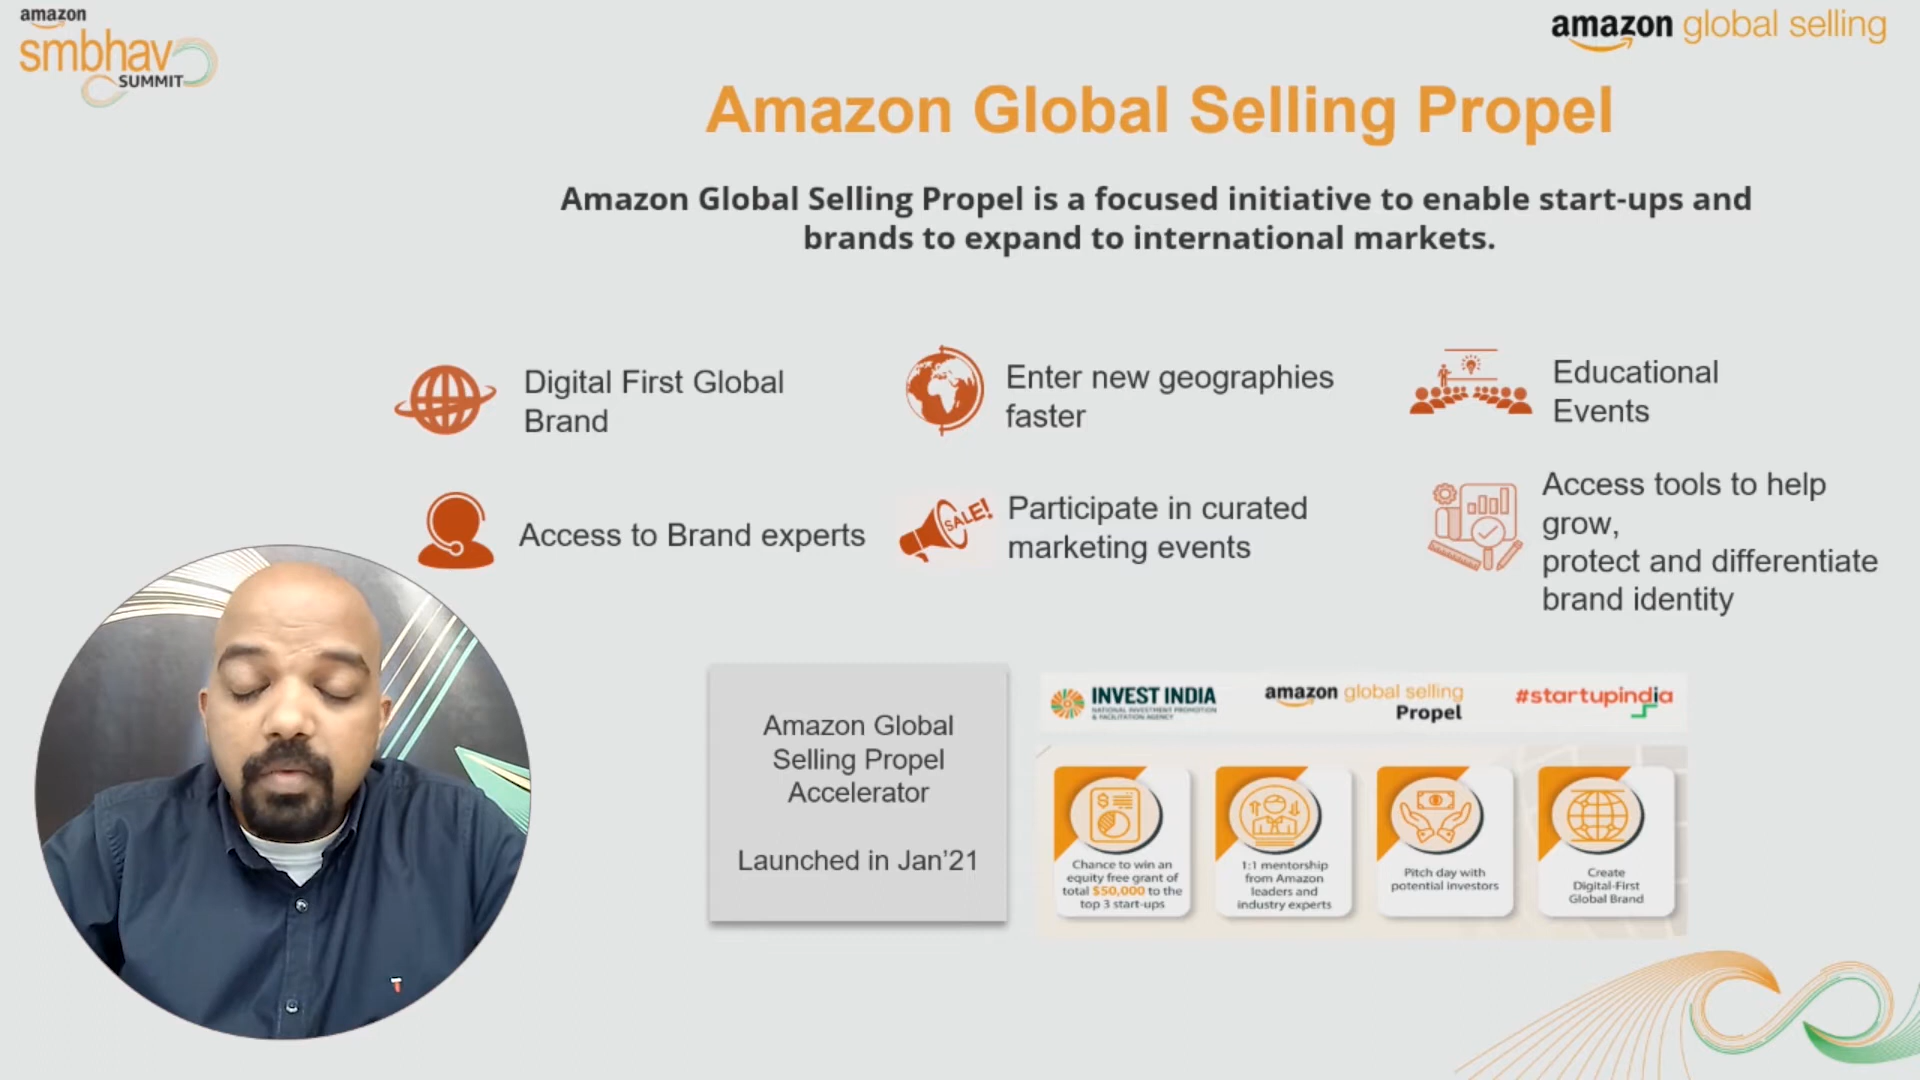 amazon
smbhav
SUMMIT
amazon global selling
Amazon Global Selling Propel
Amazon Global Selling Propel is a focused initiative to enable start-ups and
brands to expand to international markets.
Digital First Global
Brand
Enter new geographies
faster
Educational
Events
Access to Brand experts
SALE!
Participate in curated
marketing events
Access tools to help
grow,
protect and differentiate
brand identity
Amazon Global
Selling Propel
Accelerator
Launched in Jan’21
INVEST INDIA
NATIONAL INVESTMENT PROMOTION
& FACILITATION AGENCY
amazon global selling
Propel
#startupindia
Chance to win an
equity free grant of
total $50,000 to the
top 3 start-ups
1:1 mentorship
from Amazon
leaders and
industry experts
Pitch day with
potential investors
Create
Digital-First
Global Brand